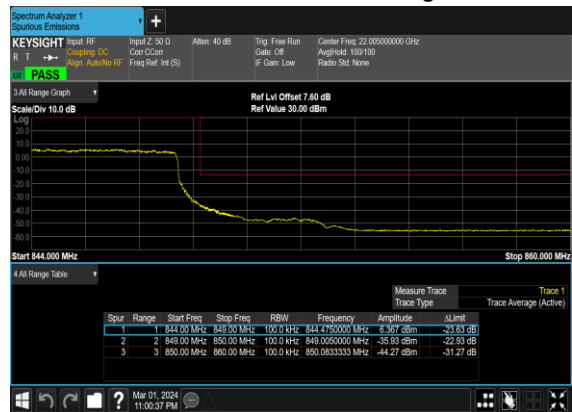 Spectrum Analyzer 1
Spurious Emissions
KEYSIGHT Input: RF Input Z: 50 Ω Atten: 40 dB Trig: Free Run Center Freq: 22.005000000 GHz
R T Coupling: DC Corr CCorr Gate: Off Avg|Hold: 100/100
Align: Auto/No RF Freq Ref: Int (S) IF Gain: Low Radio Std: None
LW PASS
3 All Range Graph
Ref Lvl Offset 7.60 dB
Scale/Div 10.0 dB Ref Value 30.00 dBm
Log
20.0
10.0
0.00
-10.0
-20.0
-30.0
-40.0
-50.0
-60.0
Start 844.000 MHz Stop 860.000 MHz
4 All Range Table
Measure Trace Trace 1
Trace Type Trace Average (Active)
Spur Range Start Freq Stop Freq RBW Frequency Amplitude ΔLimit
1 1 844.00 MHz 849.00 MHz 100.0 kHz 844.4750000 MHz 6.367 dBm -23.63 dB
2 2 849.00 MHz 850.00 MHz 100.0 kHz 849.0050000 MHz -35.93 dBm -22.93 dB
3 3 850.00 MHz 860.00 MHz 100.0 kHz 850.0833333 MHz -44.27 dBm -31.27 dB
Mar 01, 2024
11:00:37 PM